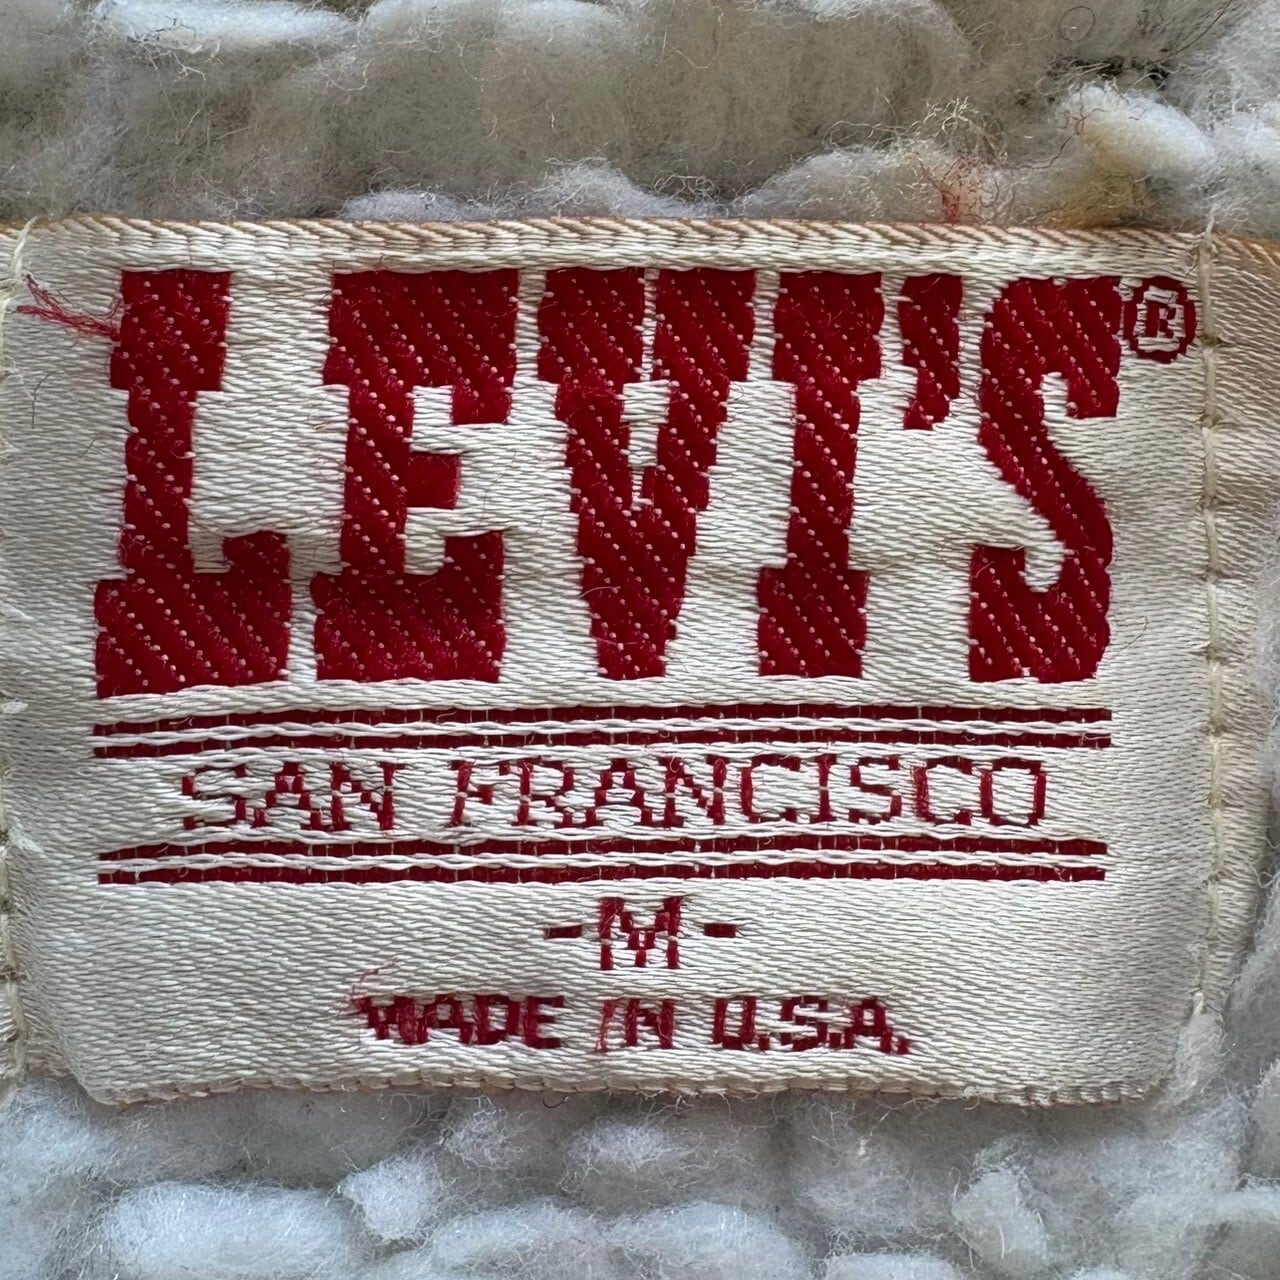 LEVI'S®
SAN FRANCISCO
-M-
MADE IN U.S.A.